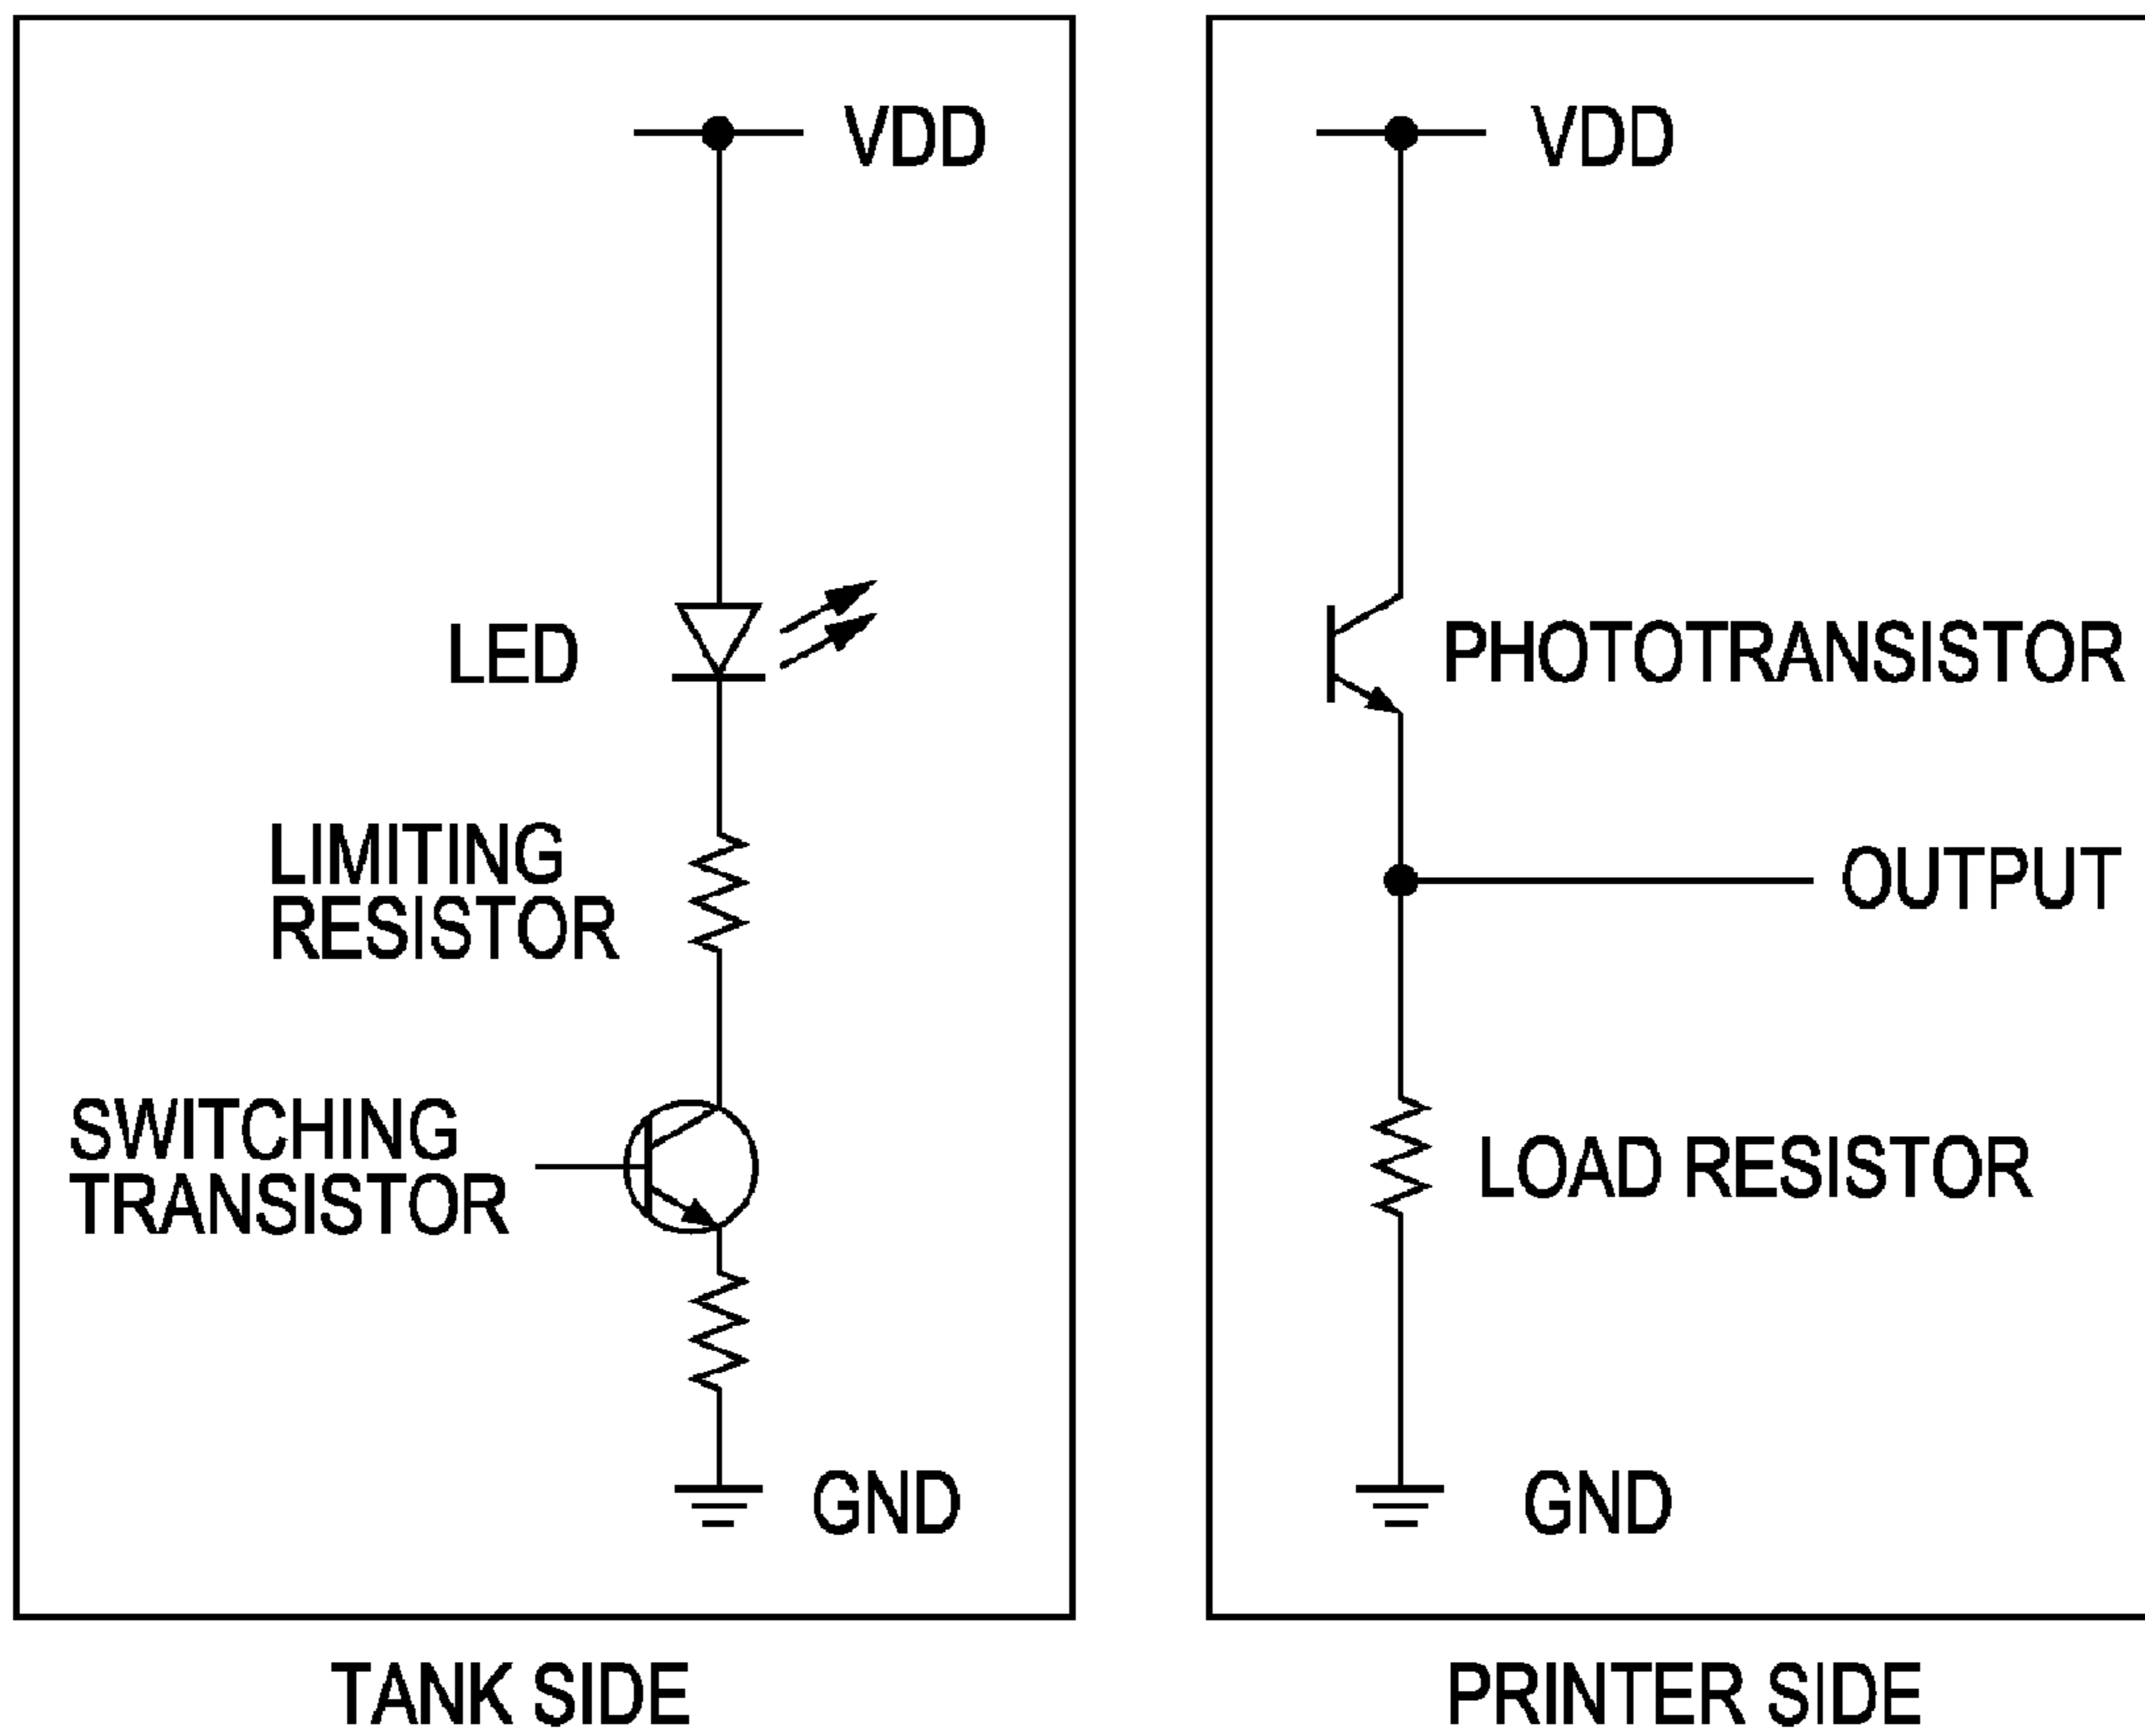 VDD
LED
LIMITING
RESISTOR
SWITCHING
TRANSISTOR
GND
TANK SIDE
VDD
PHOTOTRANSISTOR
OUTPUT
LOAD RESISTOR
GND
PRINTER SIDE